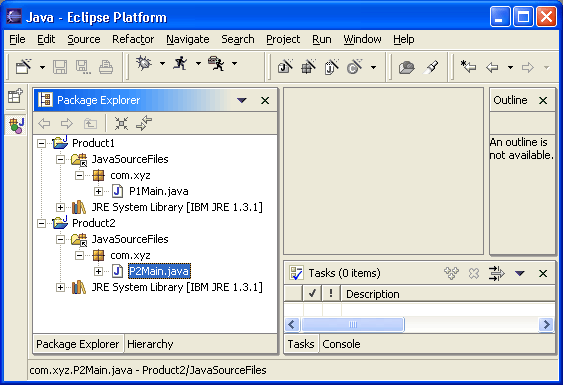 Java - Eclipse Platform
File Edit Source Refactor Navigate Search Project Run Window Help
Package Explorer
Product1
JavaSourceFiles
com.xyz
P1Main.java
JRE System Library [IBM JRE 1.3.1]
Product2
JavaSourceFiles
com.xyz
P2Main.java
JRE System Library [IBM JRE 1.3.1]
Package Explorer Hierarchy
Outline
An outline is
not available.
Tasks (0 items)
! Description
Tasks Console
com.xyz.P2Main.java - Product2/JavaSourceFiles